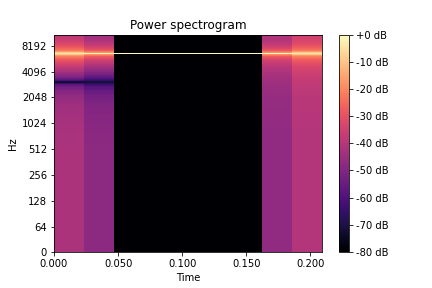 Power spectrogram
Hz
8192
4096
2048
1024
512
256
128
64
0
0.000 0.050 0.100 0.150 0.200
Time
+0 dB
-10 dB
-20 dB
-30 dB
-40 dB
-50 dB
-60 dB
-70 dB
-80 dB